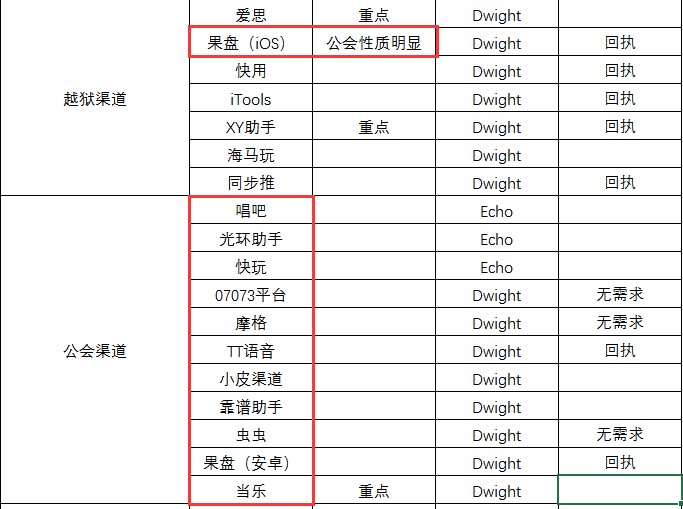 爱思 重点 Dwight
果盘（iOS） 公会性质明显 Dwight 回执
快用 Dwight 回执
越狱渠道 iTools Dwight 回执
XY助手 重点 Dwight 回执
海马玩 Dwight
同步推 Dwight 回执
唱吧 Echo
光环助手 Echo
快玩 Echo
07073平台 Dwight 无需求
摩格 Dwight 无需求
公会渠道 TT语音 Dwight 回执
小皮渠道 Dwight
靠谱助手 Dwight
虫虫 Dwight 无需求
果盘（安卓） Dwight 回执
当乐 重点 Dwight